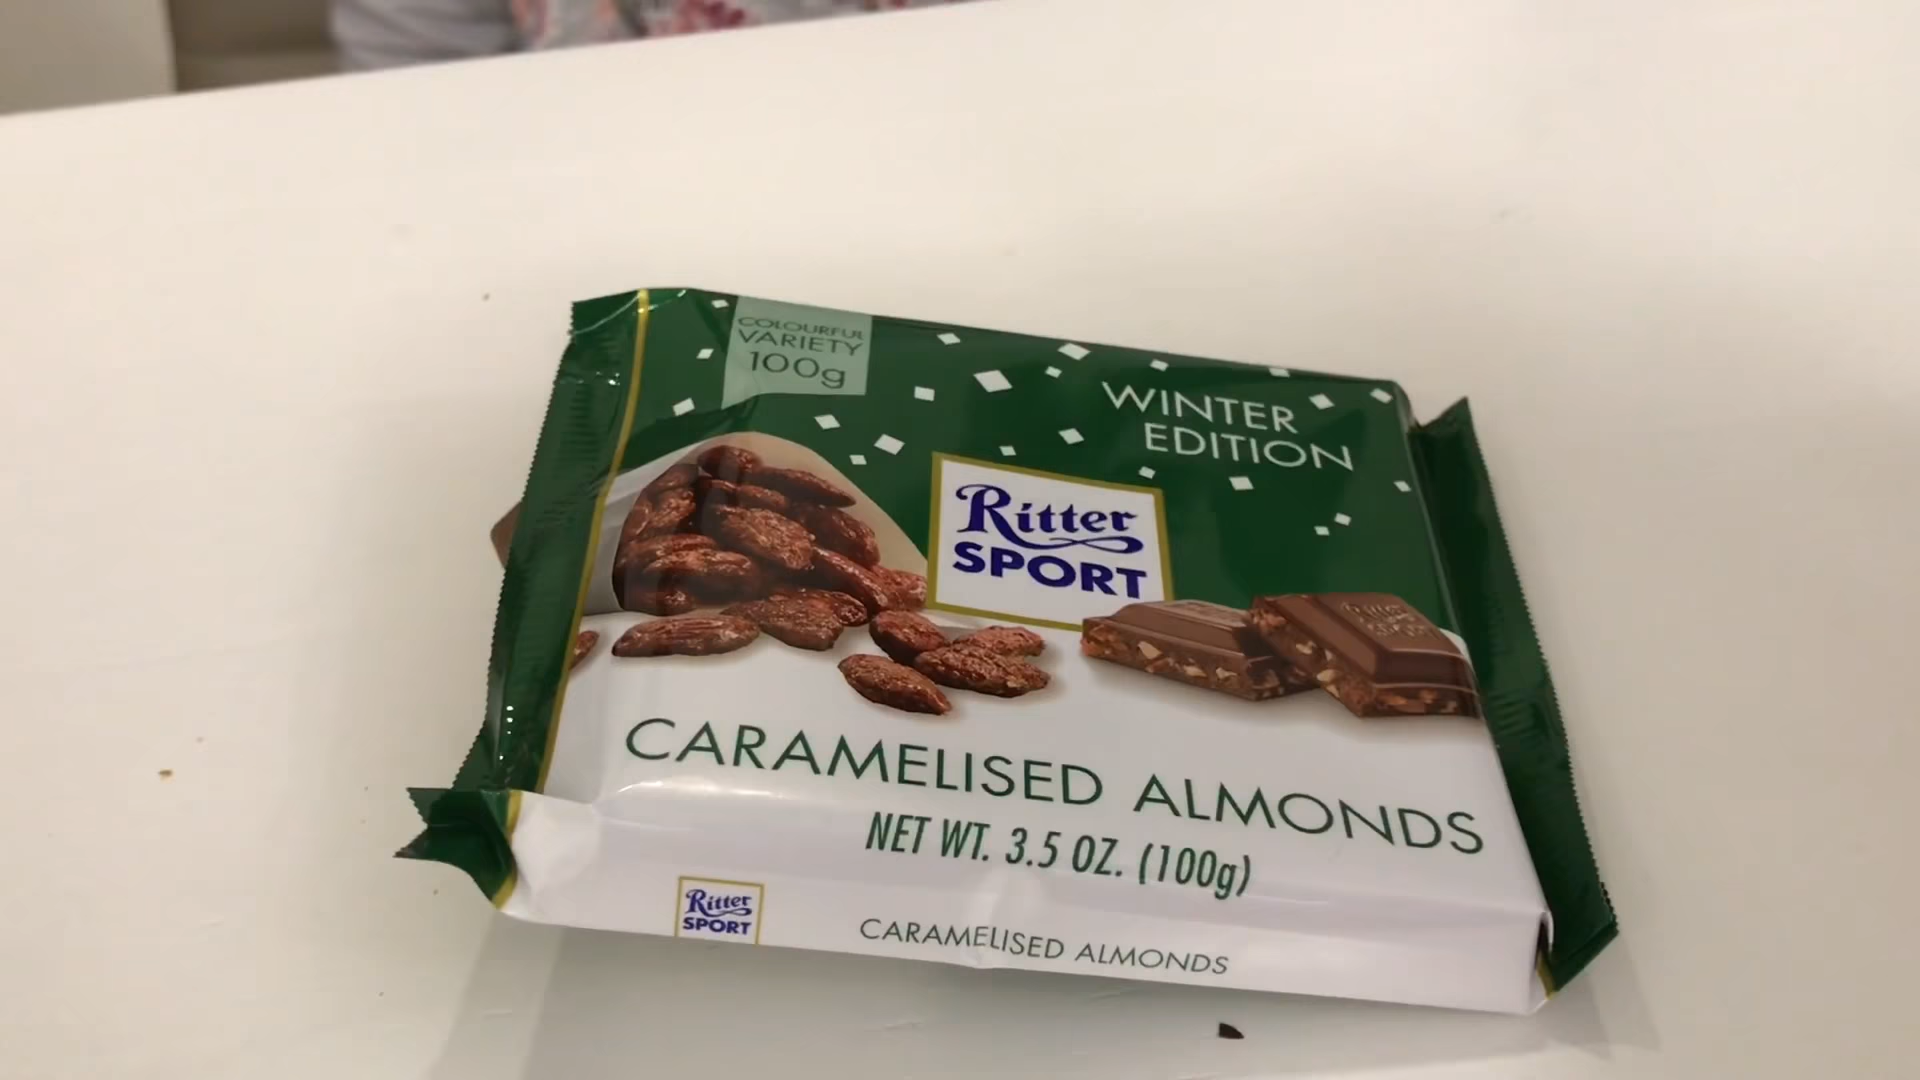 COLOURFUL
VARIETY
100g
WINTER
EDITION
Ritter
SPORT
CARAMELISED ALMONDS
NET WT. 3.5 OZ. (100g)
Ritter
SPORT
CARAMELISED ALMONDS